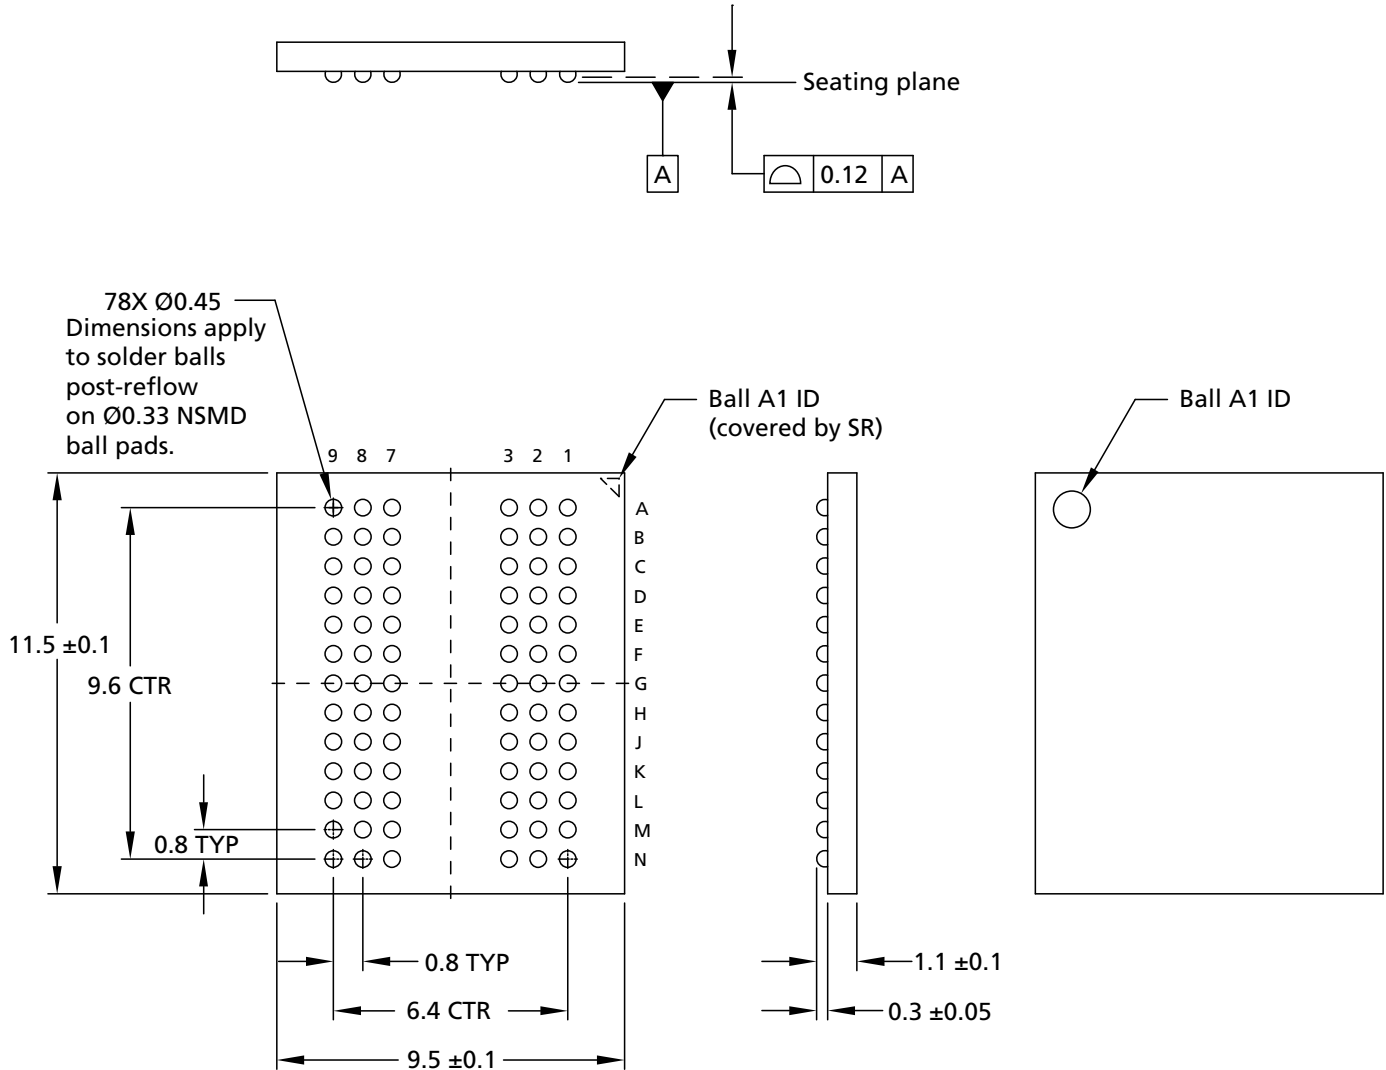 Seating plane
A
0.12 A
78X Ø0.45
Dimensions apply
to solder balls
post-reflow
on Ø0.33 NSMD
ball pads.
Ball A1 ID
(covered by SR)
Ball A1 ID
9 8 7 3 2 1
A
B
C
D
E
F
G
H
J
K
L
M
N
11.5 ±0.1
9.6 CTR
0.8 TYP
0.8 TYP
6.4 CTR
9.5 ±0.1
1.1 ±0.1
0.3 ±0.05